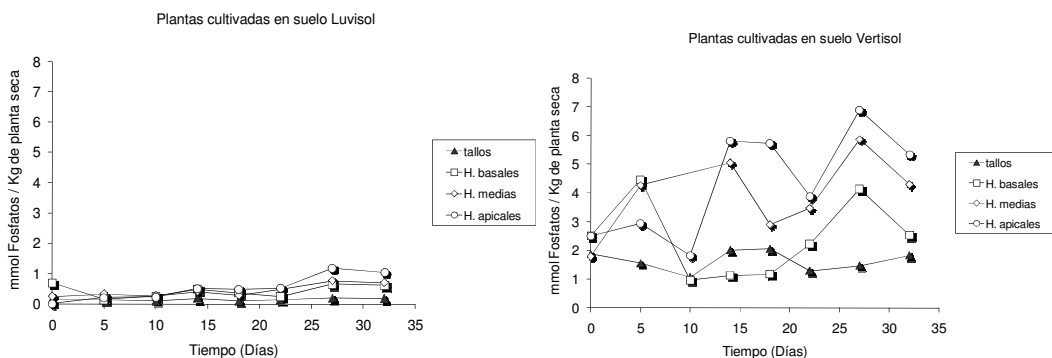 Plantas cultivadas en suelo Luvisol
mmol Fosfatos / Kg de planta seca
8
7
6
5
4
3
2
1
0
0 5 10 15 20 25 30 35
Tiempo (Días)
tallos
H. basales
H. medias
H. apicales
Plantas cultivadas en suelo Vertisol
mmol Fosfatos / Kg de planta seca
8
7
6
5
4
3
2
1
0
0 5 10 15 20 25 30 35
Tiempo (Días)
tallos
H. basales
H. medias
H. apicales